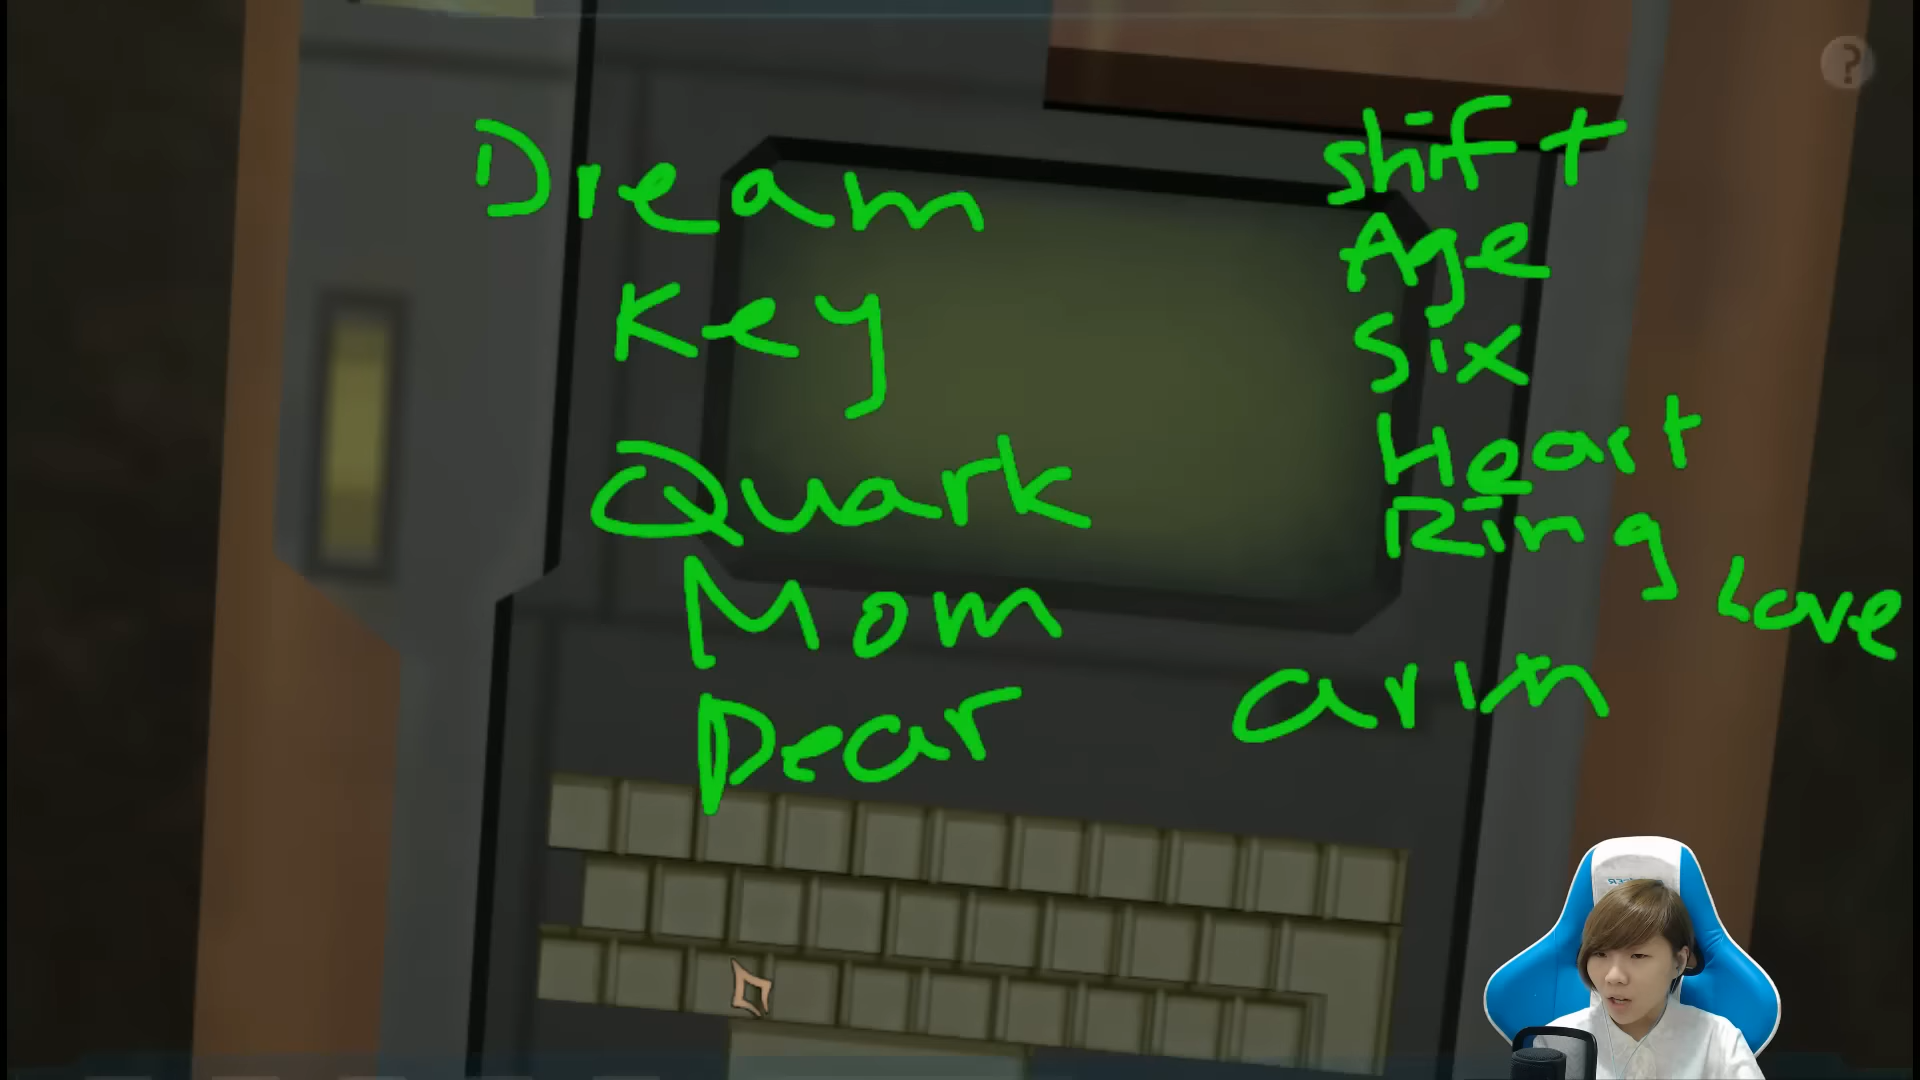 Dream
Key
Quark
Mom
Dear
Shift
Age
Six
Heart
Ring
Love
arm
?